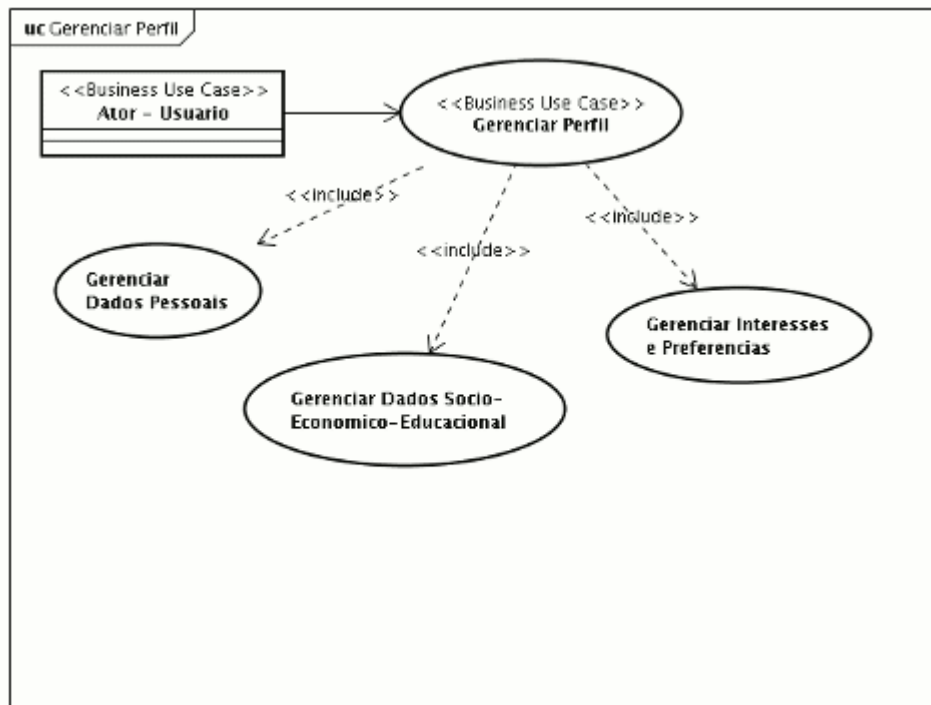 uc Gerenciar Perfil
<<Business Use Case>>
Ator - Usuario
<<Business Use Case>>
Gerenciar Perfil
<<include>>
<<include>>
<<include>>
Gerenciar
Dados Pessoais
Gerenciar Interesses
e Preferencias
Gerenciar Dados Socio-
Economico-Educacional